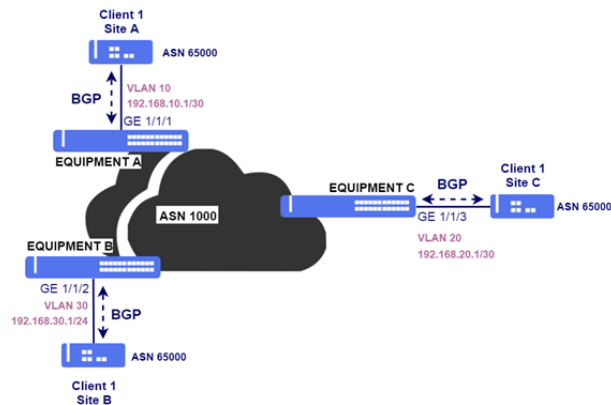 Client 1
Site A
ASN 65000
VLAN 10
192.168.10.1/30
BGP
GE 1/1/1
EQUIPMENT A
ASN 1000
EQUIPMENT C
BGP
Client 1
Site C
ASN 65000
GE 1/1/3
VLAN 20
192.168.20.1/30
EQUIPMENT B
GE 1/1/2
VLAN 30
192.168.30.1/24
BGP
ASN 65000
Client 1
Site B